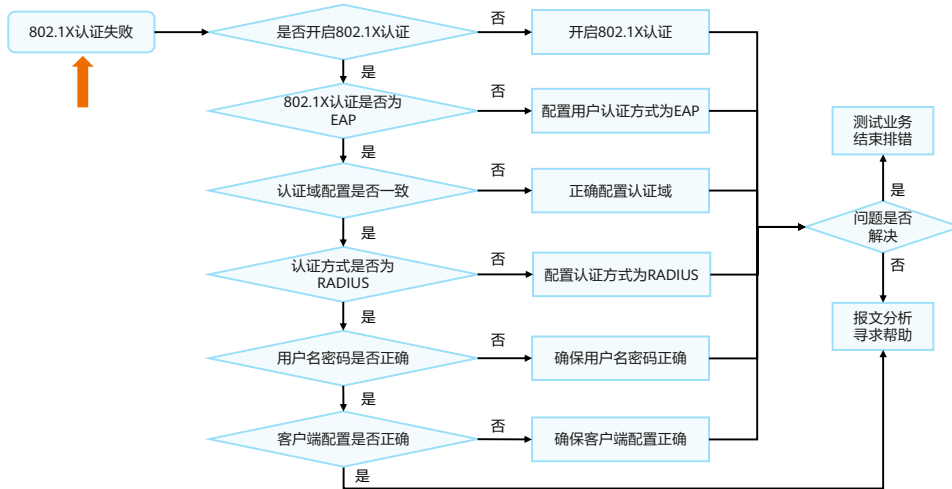 802.1X认证失败
是否开启802.1X认证
否
开启802.1X认证
是
802.1X认证是否为
EAP
否
配置用户认证方式为EAP
是
认证域配置是否一致
否
正确配置认证域
是
认证方式是否为
RADIUS
否
配置认证方式为RADIUS
是
用户名密码是否正确
否
确保用户名密码正确
是
客户端配置是否正确
否
确保客户端配置正确
是
测试业务
结束排错
是
问题是否
解决
否
报文分析
寻求帮助